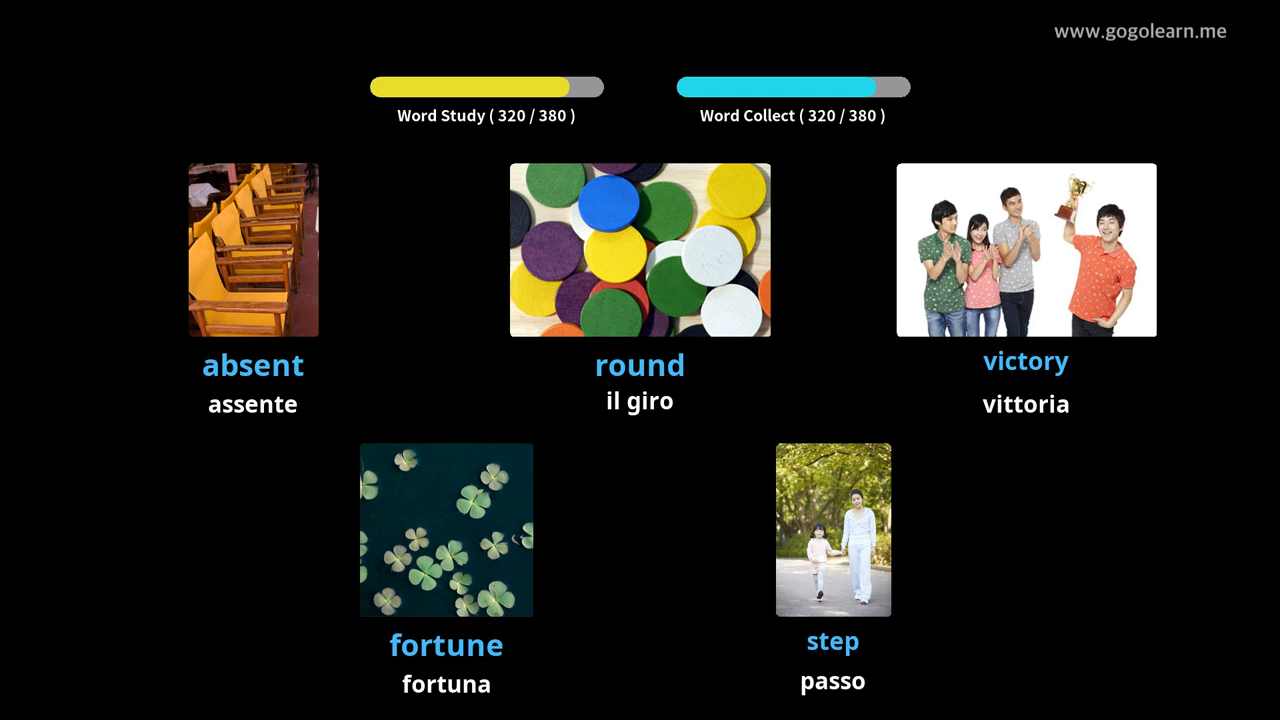 www.gogolearn.me
Word Study ( 320 / 380 )
Word Collect ( 320 / 380 )
absent
assente
round
il giro
victory
vittoria
fortune
fortuna
step
passo